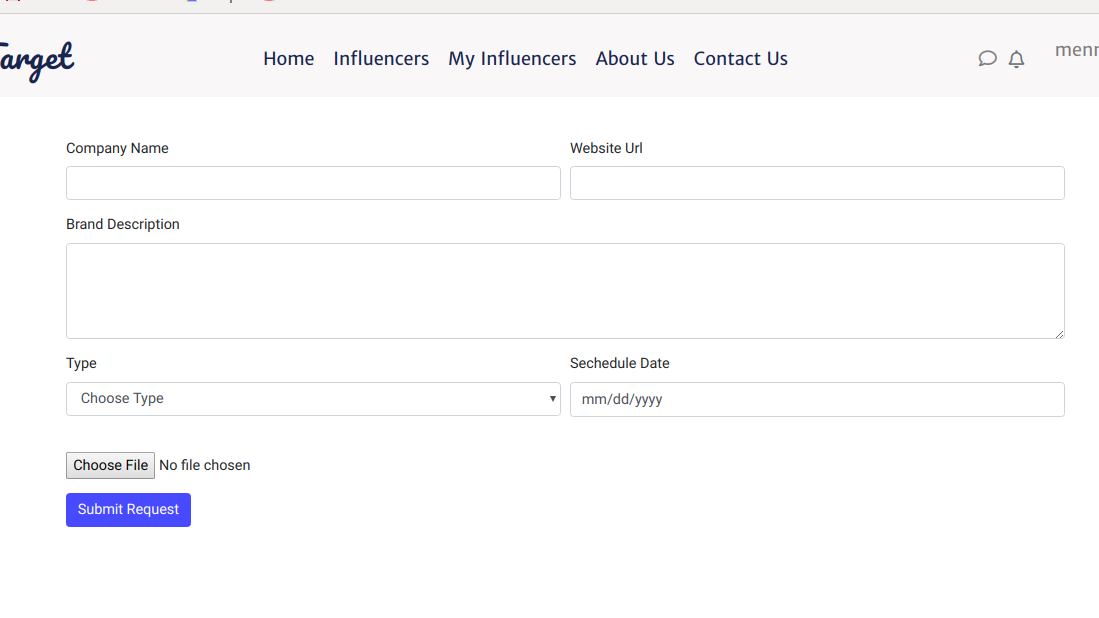 Target
Home Influencers My Influencers About Us Contact Us
Company Name
Website Url
Brand Description
Type
Sechedule Date
Choose Type
mm/dd/yyyy
Choose File No file chosen
Submit Request